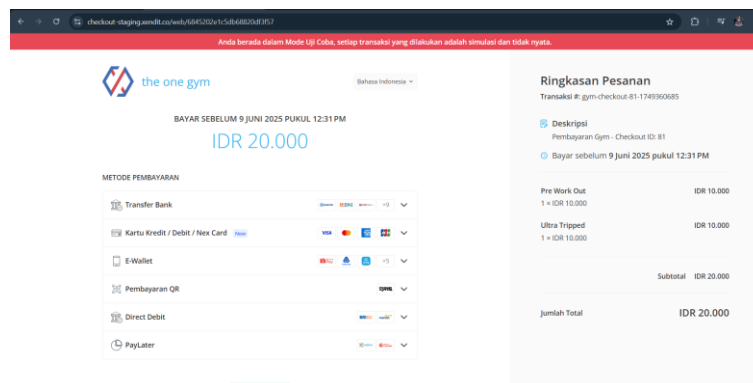 checkout-staging.xendit.co/web/6845202e1c5db68820df3f57
Anda berada dalam Mode Uji Coba, setiap transaksi yang dilakukan adalah simulasi dan tidak nyata.
the one gym
Bahasa Indonesia
BAYAR SEBELUM 9 JUNI 2025 PUKUL 12:31 PM
IDR 20.000
METODE PEMBAYARAN
Transfer Bank
+9
Kartu Kredit / Debit / Nex Card New
VISA
E-Wallet
+5
Pembayaran QR
QRIS
Direct Debit
PayLater
Ringkasan Pesanan
Transaksi #: gym-checkout-81-1749360685
Deskripsi
Pembayaran Gym - Checkout ID: 81
Bayar sebelum 9 Juni 2025 pukul 12:31 PM
Pre Work Out IDR 10.000
1 × IDR 10.000
Ultra Tripped IDR 10.000
1 × IDR 10.000
Subtotal IDR 20.000
Jumlah Total IDR 20.000